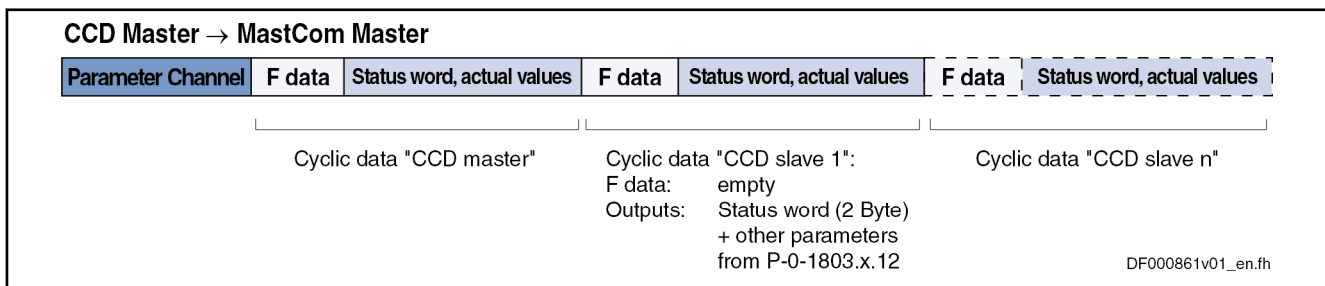 CCD Master → MastCom Master
Parameter Channel F data Status word, actual values F data Status word, actual values F data Status word, actual values
Cyclic data "CCD master"
Cyclic data "CCD slave 1":
F data: empty
Outputs: Status word (2 Byte)
+ other parameters
from P-0-1803.x.12
Cyclic data "CCD slave n"
DF000861v01_en.fh